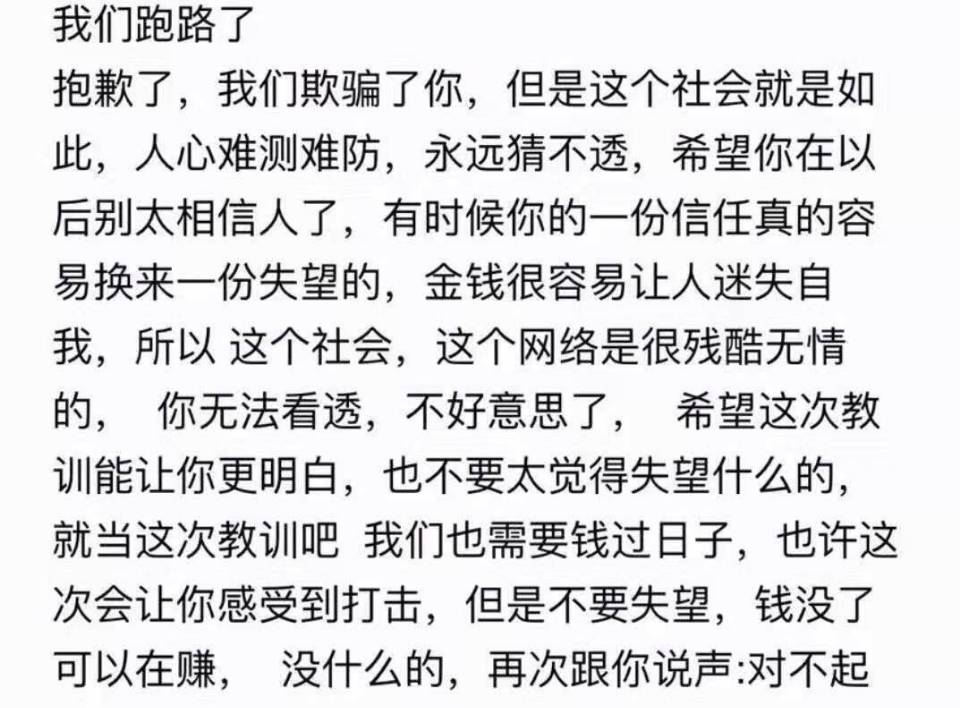 我们跑路了
抱歉了，我们欺骗了你，但是这个社会就是如
此，人心难测难防，永远猜不透，希望你在以
后别太相信人了，有时候你的一份信任真的容
易换来一份失望的，金钱很容易让人迷失自
我，所以 这个社会，这个网络是很残酷无情
的， 你无法看透，不好意思了， 希望这次教
训能让你更明白，也不要太觉得失望什么的，
就当这次教训吧 我们也需要钱过日子，也许这
次会让你感受到打击，但是不要失望，钱没了
可以在赚， 没什么的，再次跟你说声:对不起